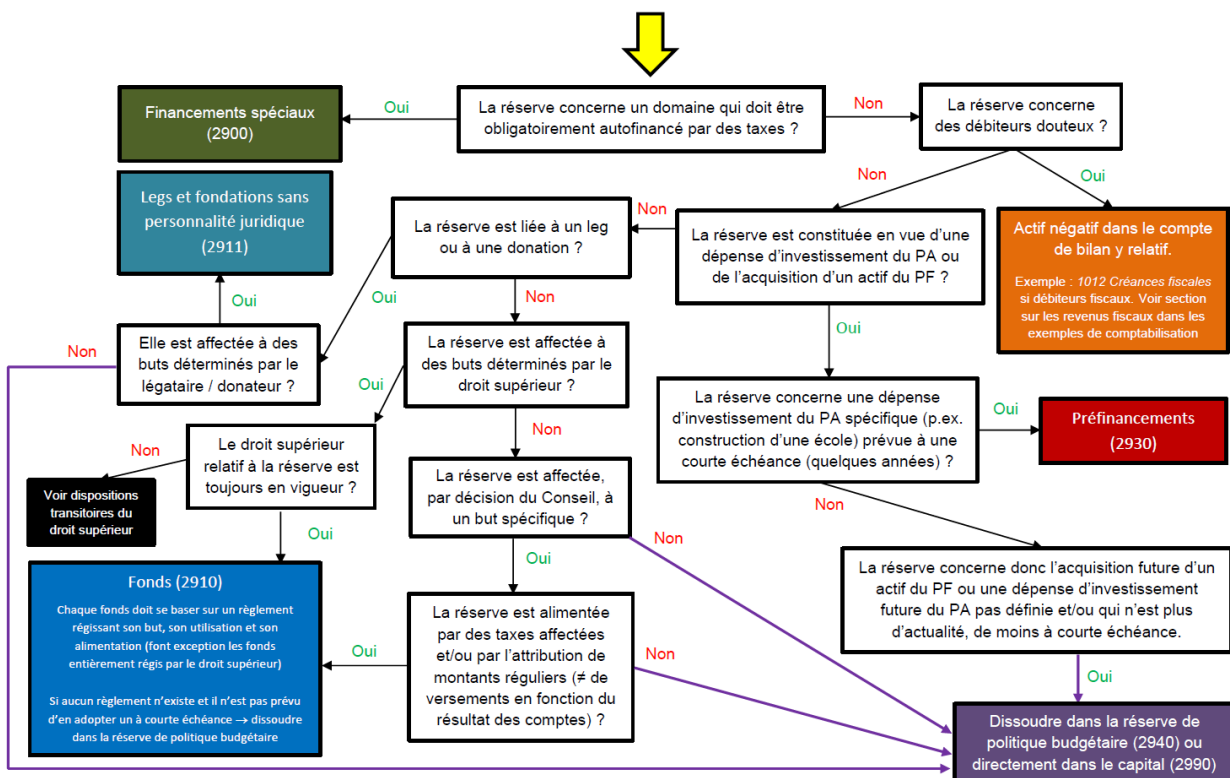 La réserve concerne un domaine qui doit être
obligatoirement autofinancé par des taxes ?
Oui
Financements spéciaux
(2900)
Non
La réserve concerne
des débiteurs douteux ?
Non
Oui
Actif négatif dans le compte
de bilan y relatif.
Exemple : 1012 Créances fiscales
si débiteurs fiscaux. Voir section
sur les revenus fiscaux dans les
exemples de comptabilisation
La réserve est constituée en vue d’une
dépense d’investissement du PA ou
de l’acquisition d’un actif du PF ?
Non
La réserve est liée à un leg
ou à une donation ?
Legs et fondations sans
personnalité juridique
(2911)
Oui
Oui
Non
Elle est affectée à des
buts déterminés par le
légataire / donateur ?
Non
La réserve est affectée à
des buts déterminés par le
droit supérieur ?
Oui
Non
Oui
La réserve concerne une dépense
d’investissement du PA spécifique (p.ex.
construction d’une école) prévue à une
courte échéance (quelques années) ?
Oui
Préfinancements
(2930)
Non
Le droit supérieur
relatif à la réserve est
toujours en vigueur ?
Non
Voir dispositions
transitoires du
droit supérieur
Oui
La réserve est affectée,
par décision du Conseil, à
un but spécifique ?
Oui
Non
La réserve concerne donc l’acquisition future d’un
actif du PF ou une dépense d’investissement
future du PA pas définie et/ou qui n’est plus
d’actualité, de moins à courte échéance.
Oui
Fonds (2910)
Chaque fonds doit se baser sur un règlement
régissant son but, son utilisation et son
alimentation (font exception les fonds
entièrement régis par le droit supérieur)
Si aucun règlement n’existe et il n’est pas prévu
d’en adopter un à courte échéance → dissoudre
dans la réserve de politique budgétaire
Oui
La réserve est alimentée
par des taxes affectées
et/ou par l’attribution de
montants réguliers (≠ de
versements en fonction du
résultat des comptes) ?
Non
Dissoudre dans la réserve de
politique budgétaire (2940) ou
directement dans le capital (2990)